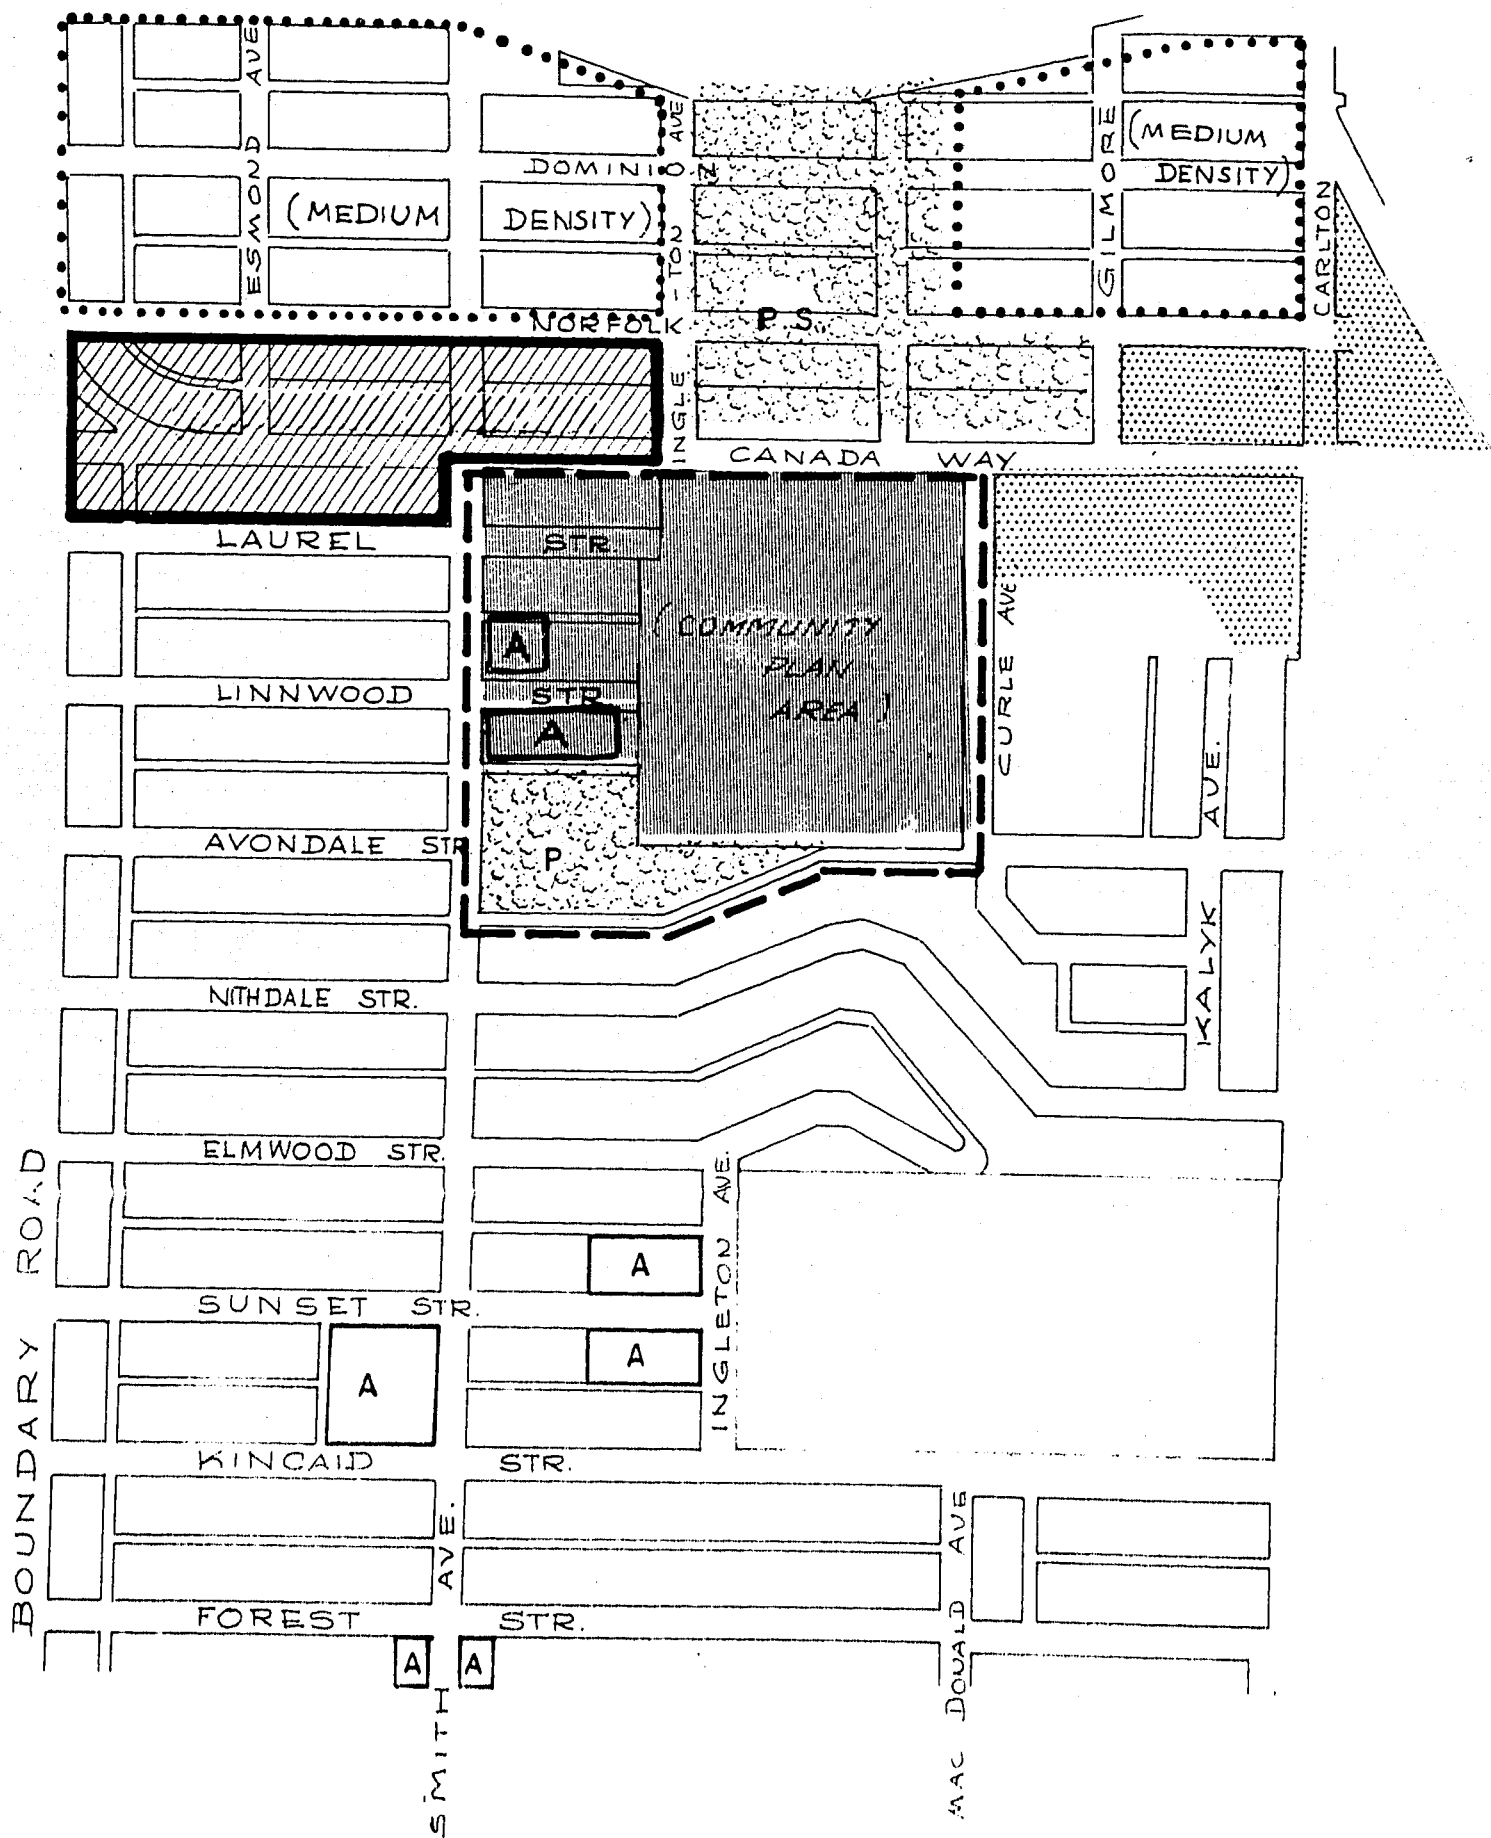 ESMOND AVE
(MEDIUM DENSITY)
DOMINION
INGLE-TON AVE
NORFOLK
P S.
GILMORE
(MEDIUM
DENSITY)
CARLTON
CANADA WAY
LAUREL STR.
A
(COMMUNITY
PLAN
AREA)
LINNWOOD STR
A
CURLE AVE
AVONDALE STR
P
KALYK AVE.
NITHDALE STR.
ELMWOOD STR.
A
SUNSET STR.
A
A
INGLETON AVE.
KINCAID STR.
BOUNDARY ROAD
FOREST STR.
A
A
SMITH AVE.
MAC DONALD AVE